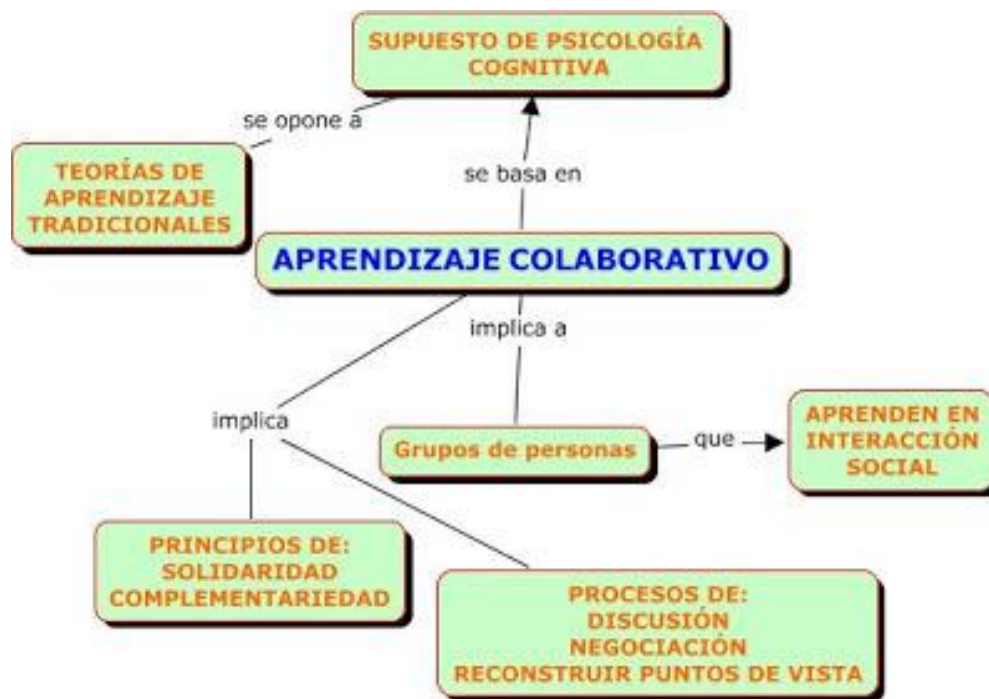 SUPUESTO DE PSICOLOGÍA
COGNITIVA
se opone a
TEORÍAS DE
APRENDIZAJE
TRADICIONALES
se basa en
APRENDIZAJE COLABORATIVO
implica a
implica
Grupos de personas
que
APRENDEN EN
INTERACCIÓN
SOCIAL
PRINCIPIOS DE:
SOLIDARIDAD
COMPLEMENTARIEDAD
PROCESOS DE:
DISCUSIÓN
NEGOCIACIÓN
RECONSTRUIR PUNTOS DE VISTA